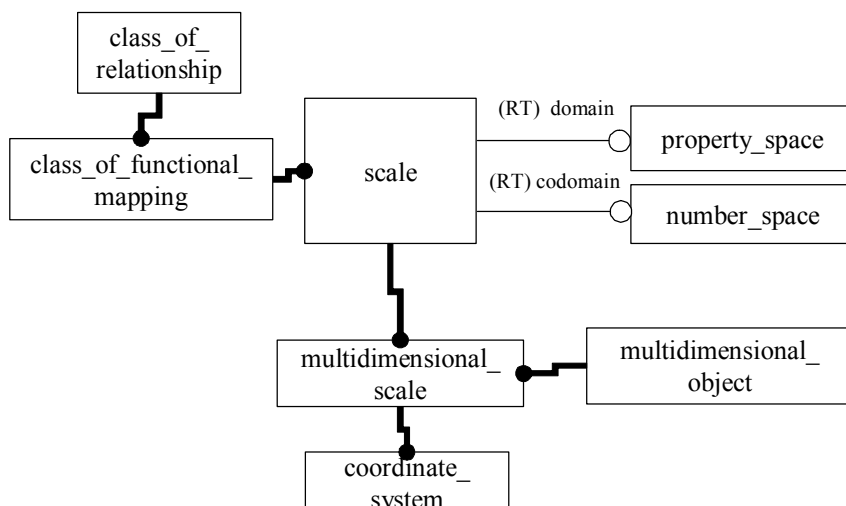 class_of_
relationship
(RT) domain
property_space
class_of_functional_
mapping
scale
(RT) codomain
number_space
multidimensional_
scale
multidimensional_
object
coordinate_
system